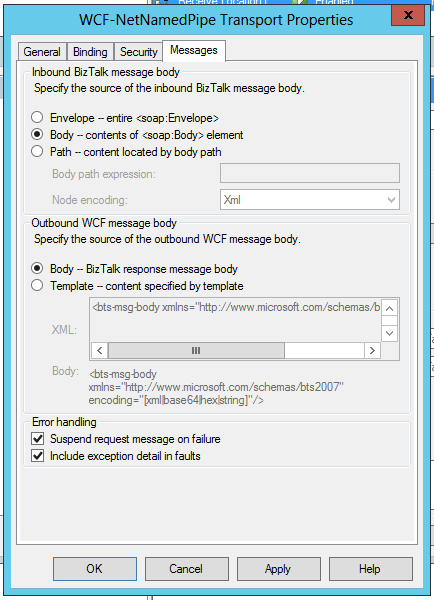 Enabled
WCF-NetNamedPipe Transport Properties
x
General Binding Security Messages
Inbound BizTalk message body
Specify the source of the inbound BizTalk message body.
Envelope -- entire <soap:Envelope>
Body -- contents of <soap:Body> element
Path -- content located by body path
Body path expression:
Node encoding: Xml
Outbound WCF message body
Specify the source of the outbound WCF message body.
Body -- BizTalk response message body
Template -- content specified by template
<bts-msg-body xmlns="http://www.microsoft.com/schemas/b
XML:
Body: <bts-msg-body
xmlns="http://www.microsoft.com/schemas/bts2007"
encoding="[xml|base64|hex|string]"/>
Error handling
Suspend request message on failure
Include exception detail in faults
OK Cancel Apply Help